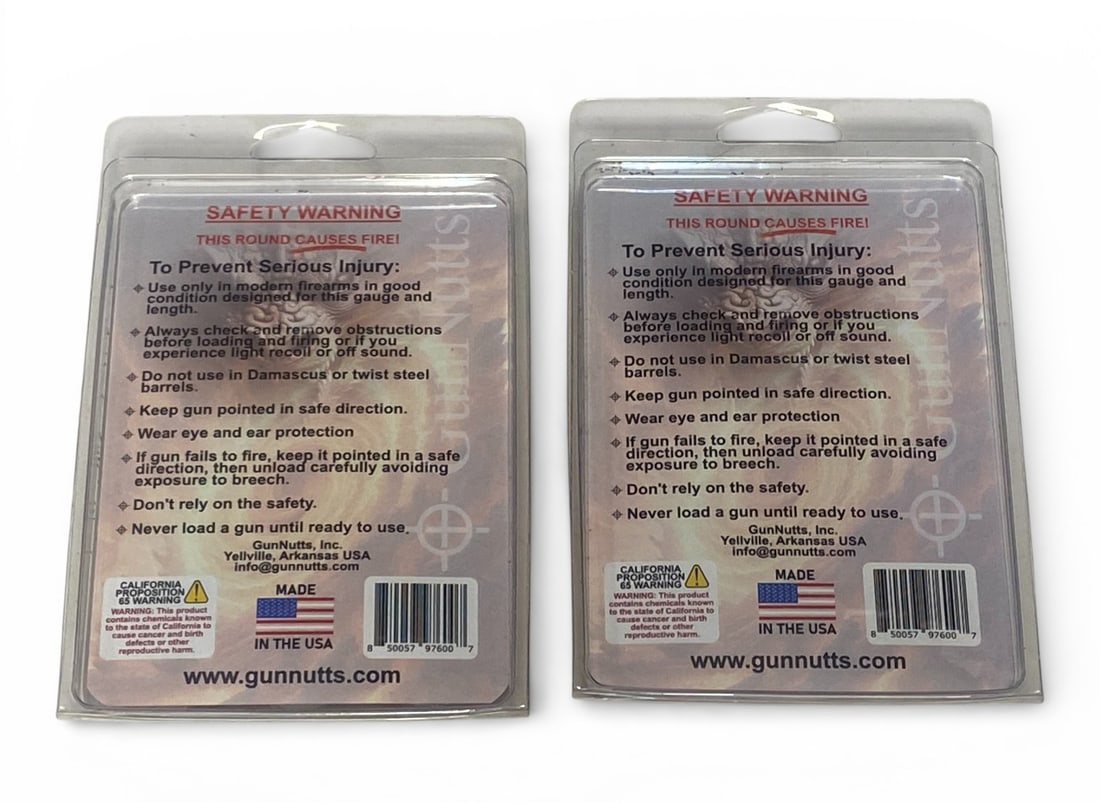 SAFETY WARNING
THIS ROUND CAUSES FIRE!
To Prevent Serious Injury:
Use only in modern firearms in good
condition designed for this gauge and
length.
Always check and remove obstructions
before loading and firing or if you
experience light recoil or off sound.
Do not use in Damascus or twist steel
barrels.
Keep gun pointed in safe direction.
Wear eye and ear protection
If gun fails to fire, keep it pointed in a safe
direction, then unload carefully avoiding
exposure to breech.
Don't rely on the safety.
Never load a gun until ready to use.
GunNutts, Inc.
Yellville, Arkansas USA
info@gunnutts.com
CALIFORNIA
PROPOSITION
65 WARNING
WARNING: This product
contains chemicals known
to the state of California to
cause cancer and birth
defects or other
reproductive harm.
MADE
IN THE USA
8 50057 97600 7
www.gunnutts.com
GunNutts
SAFETY WARNING
THIS ROUND CAUSES FIRE!
To Prevent Serious Injury:
Use only in modern firearms in good
condition designed for this gauge and
length.
Always check and remove obstructions
before loading and firing or if you
experience light recoil or off sound.
Do not use in Damascus or twist steel
barrels.
Keep gun pointed in safe direction.
Wear eye and ear protection
If gun fails to fire, keep it pointed in a safe
direction, then unload carefully avoiding
exposure to breech.
Don't rely on the safety.
Never load a gun until ready to use.
GunNutts, Inc.
Yellville, Arkansas USA
info@gunnutts.com
CALIFORNIA
PROPOSITION
65 WARNING
WARNING: This product
contains chemicals known
to the state of California to
cause cancer and birth
defects or other
reproductive harm.
MADE
IN THE USA
8 50057 97600 7
www.gunnutts.com
GunNutts